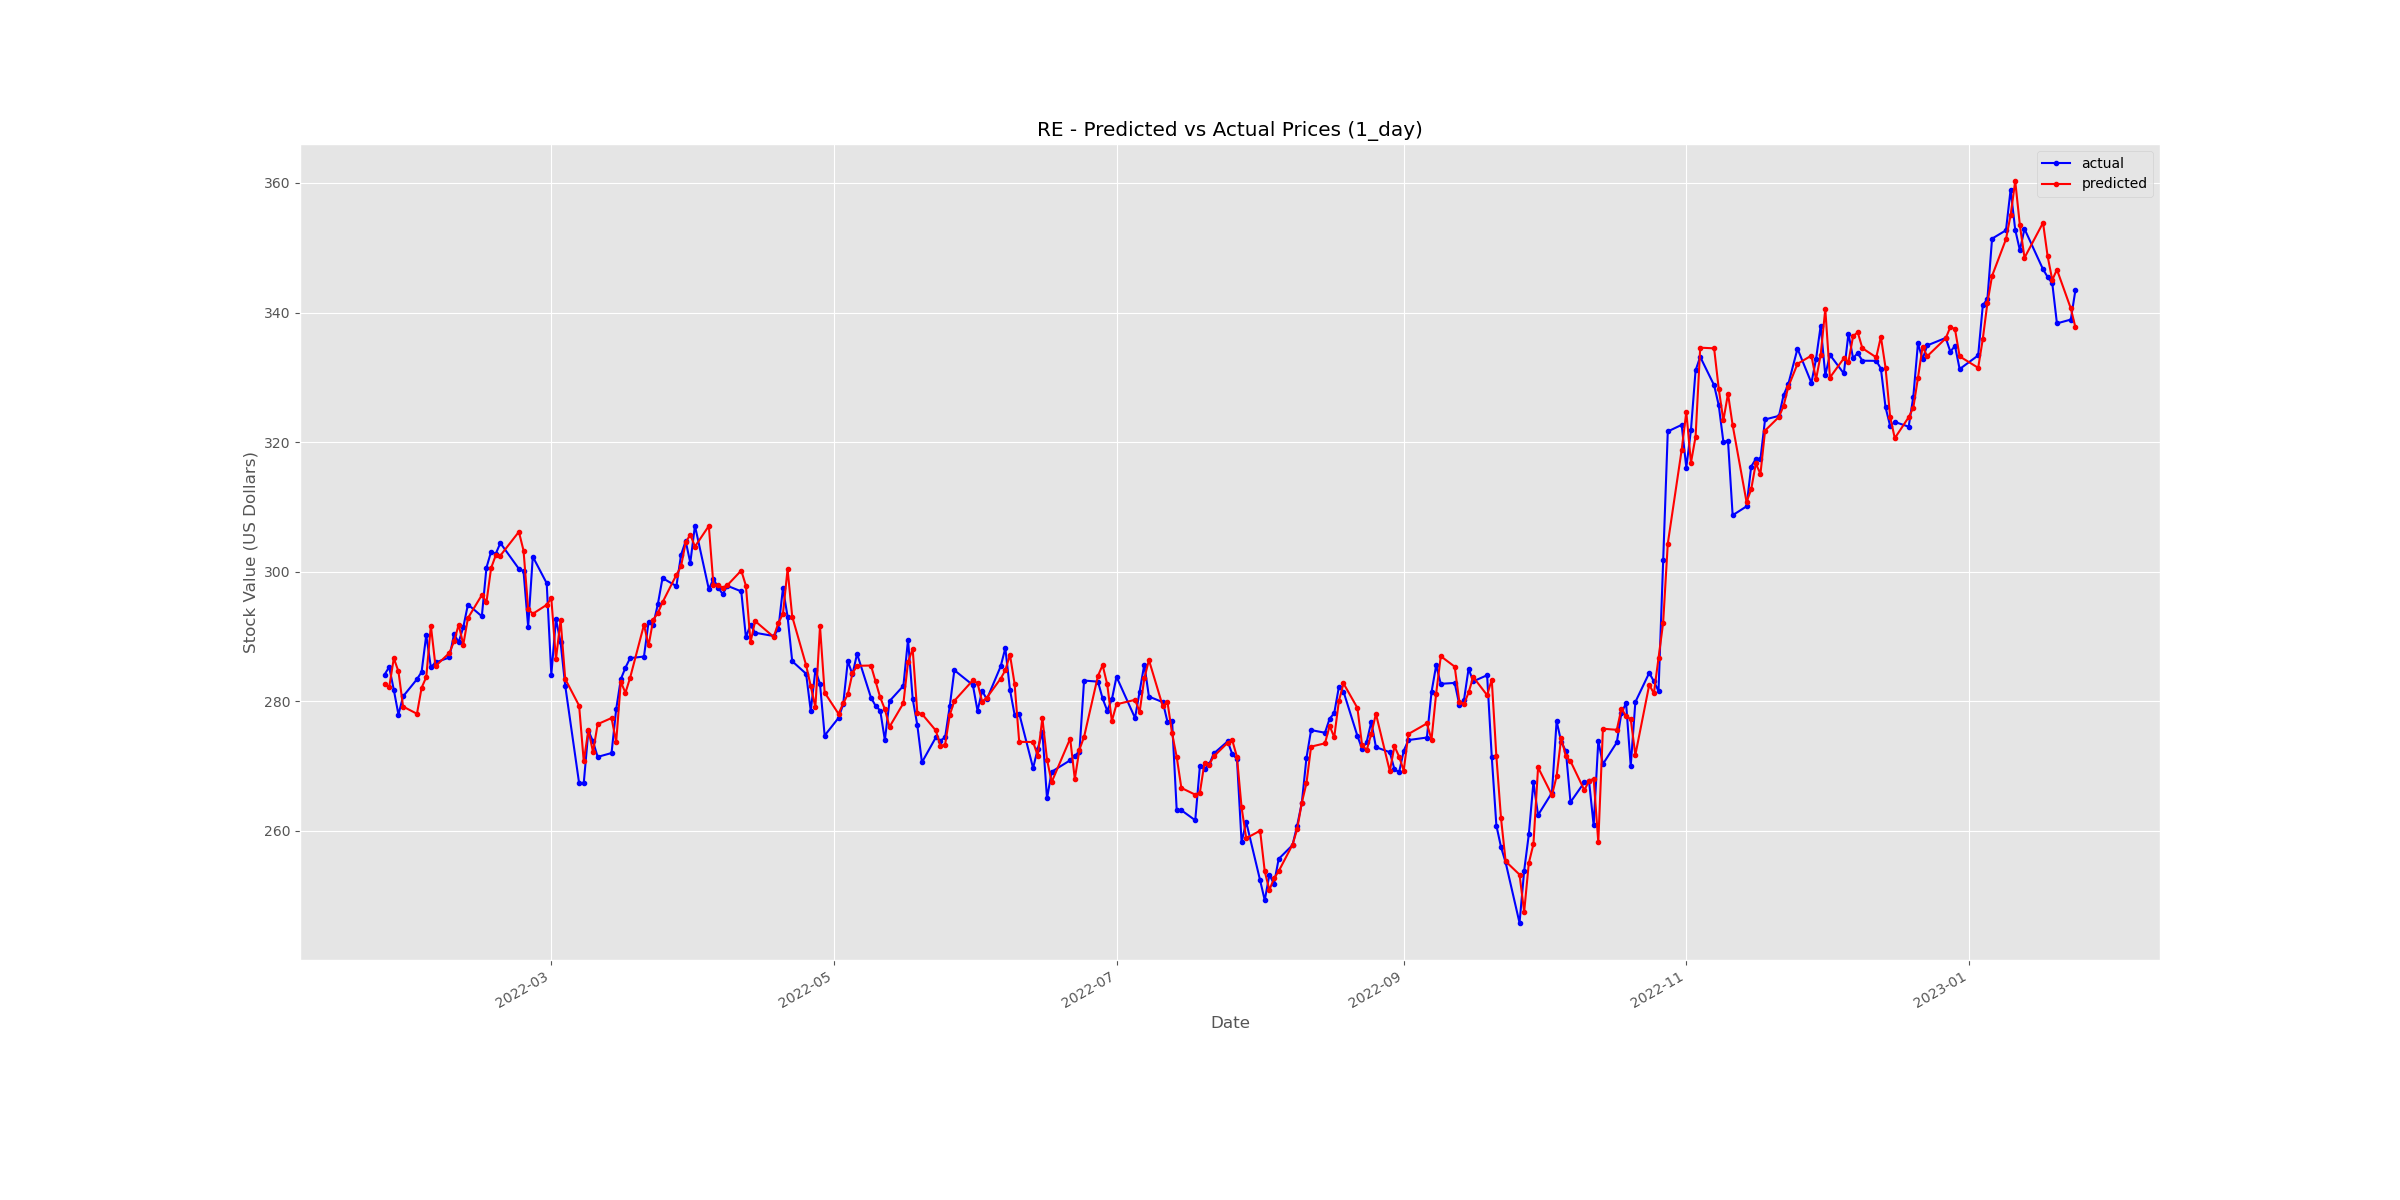 RE - Predicted vs Actual Prices (1_day)
actual
predicted
360
340
320
300
280
260
Stock Value (US Dollars)
2022-03
2022-05
2022-07
2022-09
2022-11
2023-01
Date